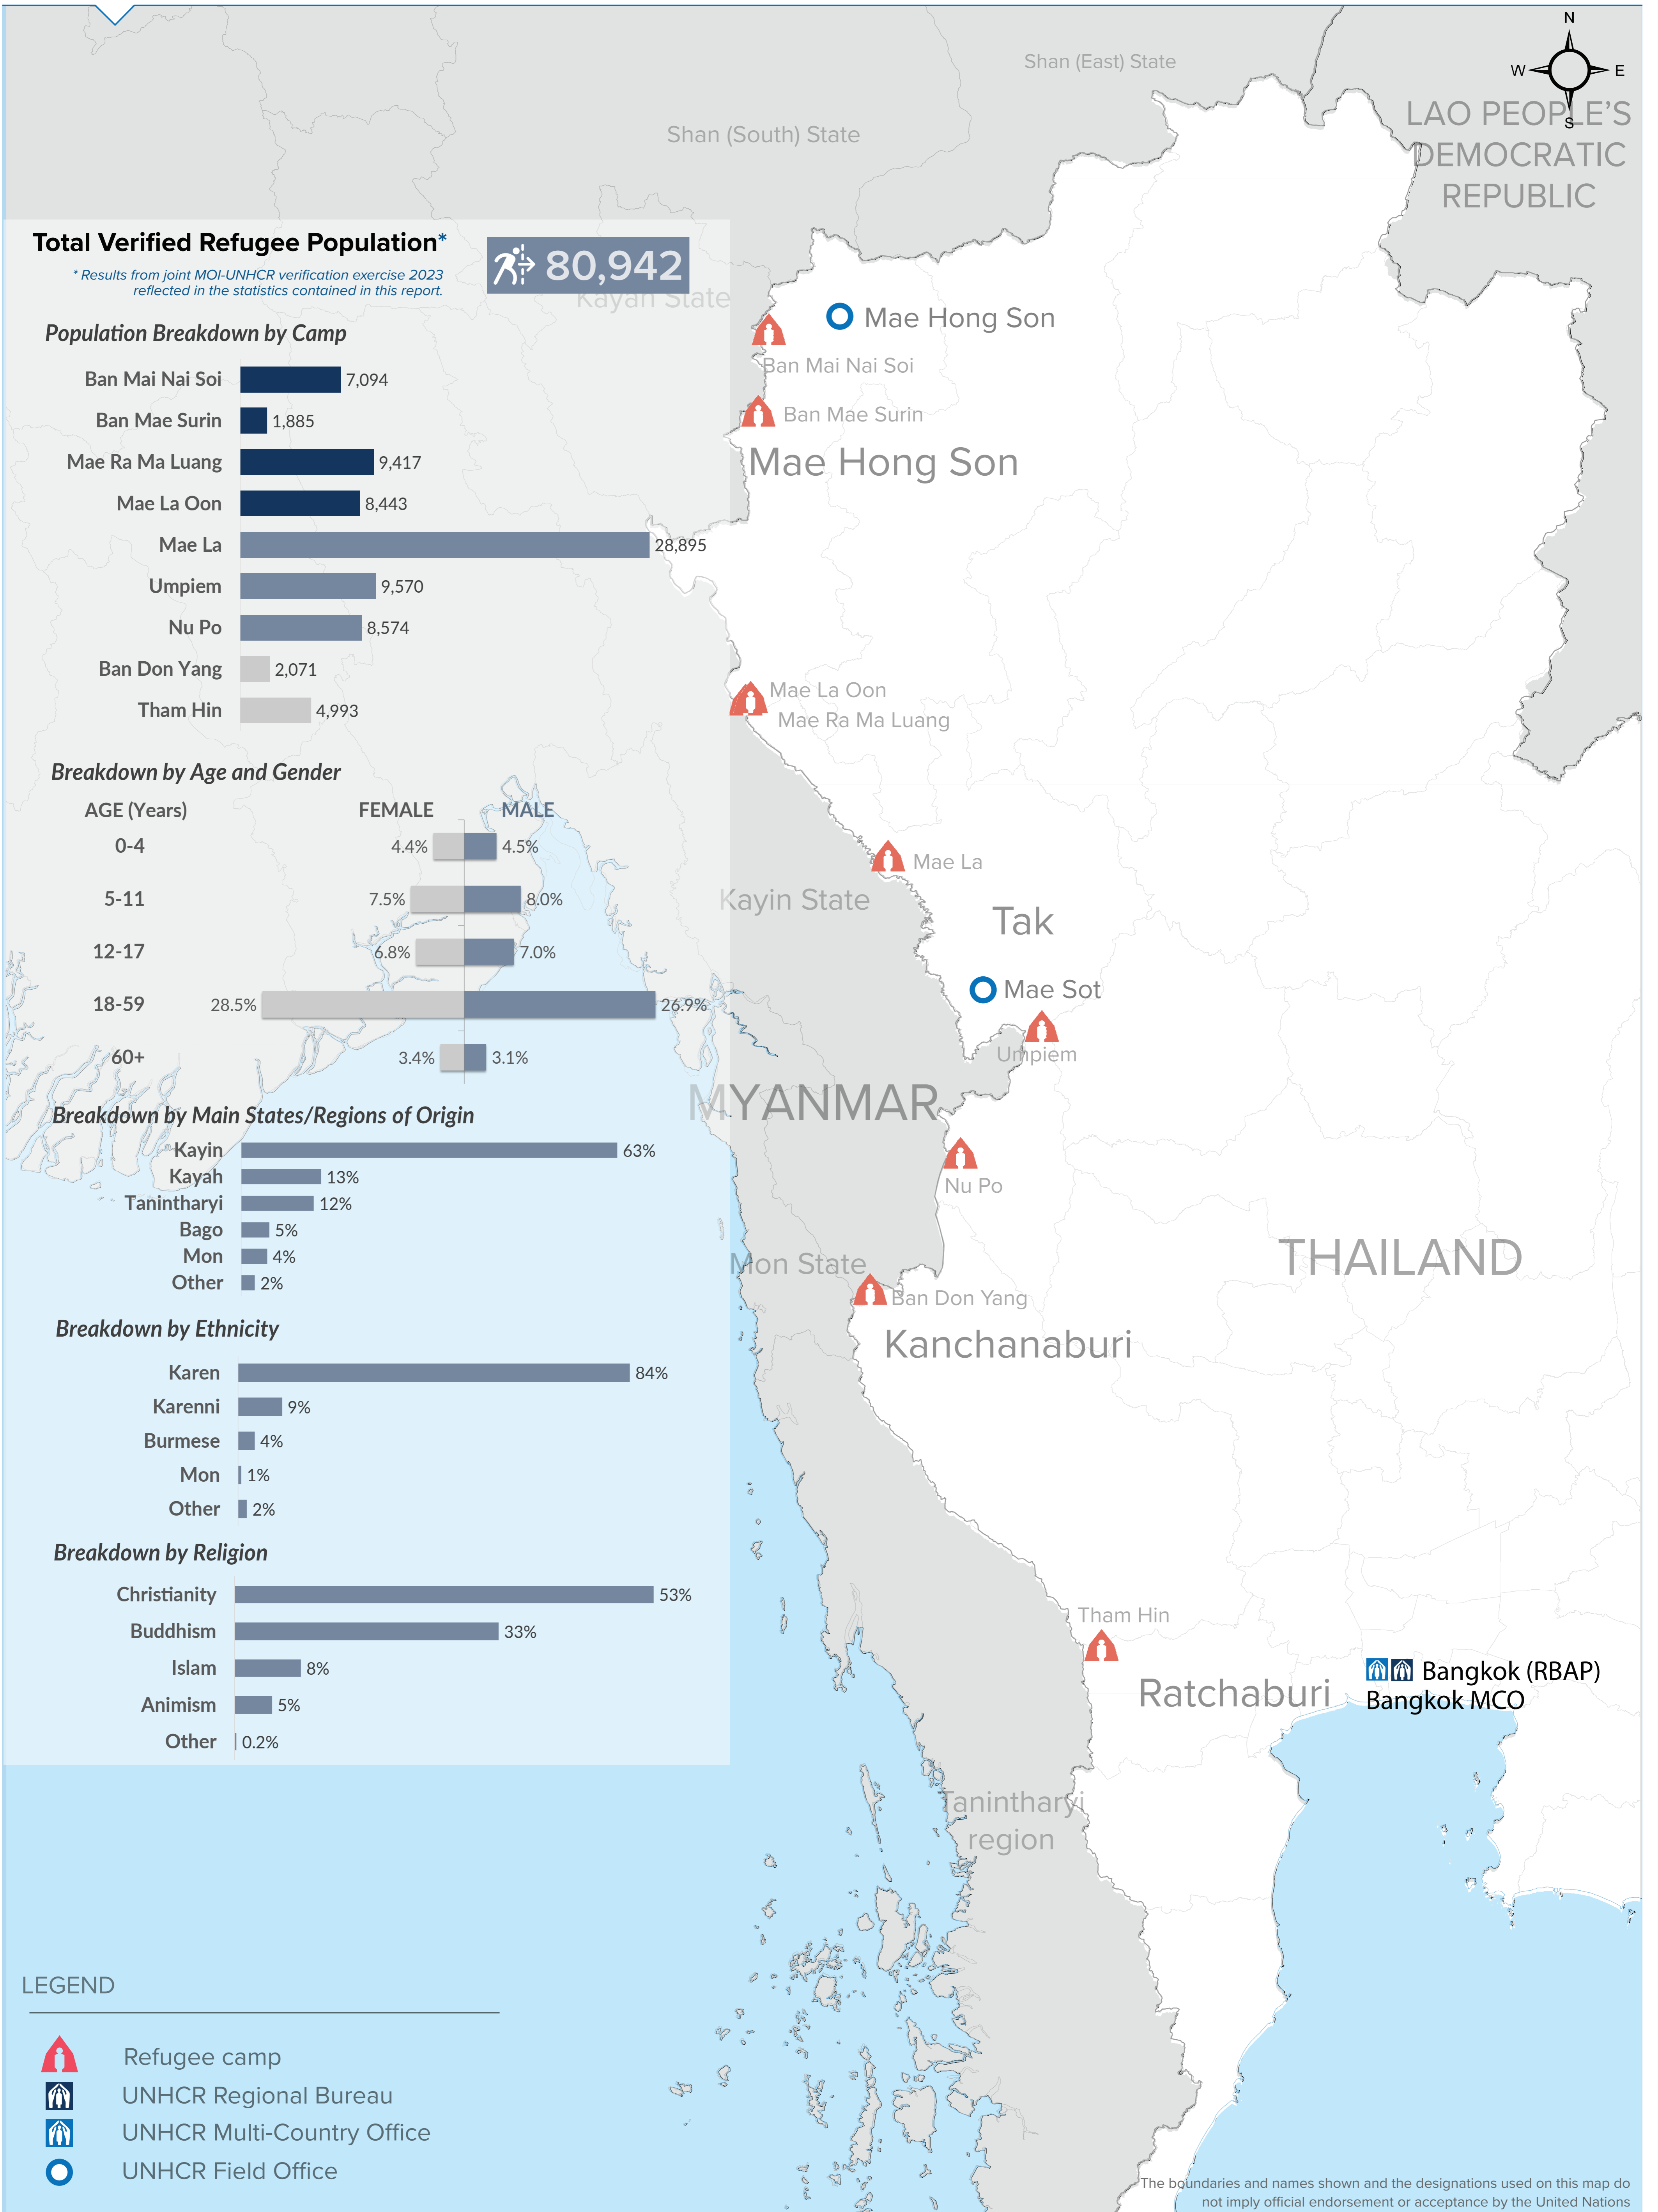 N
W E
S
Shan (East) State
LAO PEOPLE'S
DEMOCRATIC
REPUBLIC
Shan (South) State
Total Verified Refugee Population*
* Results from joint MOI-UNHCR verification exercise 2023
reflected in the statistics contained in this report.
80,942
Kayah State
Population Breakdown by Camp
Ban Mai Nai Soi 7,094
Ban Mae Surin 1,885
Mae Ra Ma Luang 9,417
Mae La Oon 8,443
Mae La 28,895
Umpiem 9,570
Nu Po 8,574
Ban Don Yang 2,071
Tham Hin 4,993
Breakdown by Age and Gender
AGE (Years) FEMALE MALE
0-4 4.4% 4.5%
5-11 7.5% 8.0%
12-17 6.8% 7.0%
18-59 28.5% 26.9%
60+ 3.4% 3.1%
Breakdown by Main States/Regions of Origin
Kayin 63%
Kayah 13%
Tanintharyi 12%
Bago 5%
Mon 4%
Other 2%
Breakdown by Ethnicity
Karen 84%
Karenni 9%
Burmese 4%
Mon 1%
Other 2%
Breakdown by Religion
Christianity 53%
Buddhism 33%
Islam 8%
Animism 5%
Other 0.2%
Mae Hong Son
Ban Mai Nai Soi
Ban Mae Surin
Mae Hong Son
Mae La Oon
Mae Ra Ma Luang
Mae La
Kayin State
Tak
Mae Sot
Umpiem
MYANMAR
Nu Po
THAILAND
Mon State
Ban Don Yang
Kanchanaburi
Tham Hin
Ratchaburi
Bangkok (RBAP)
Bangkok MCO
Tanintharyi
region
LEGEND
Refugee camp
UNHCR Regional Bureau
UNHCR Multi-Country Office
UNHCR Field Office
The boundaries and names shown and the designations used on this map do
not imply official endorsement or acceptance by the United Nations